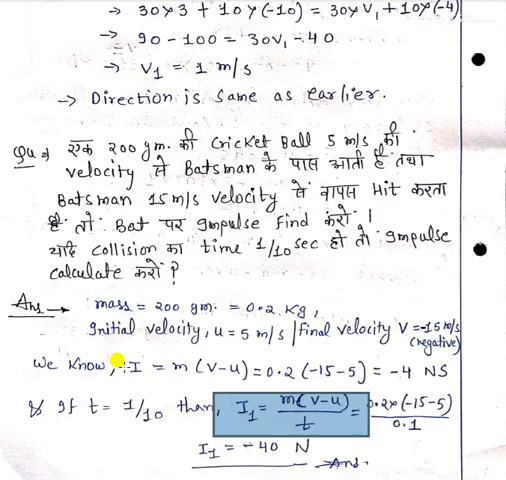 → 30×3 + 10×(-10) = 30×V₁ + 10×(-4)
→ 90 - 100 = 30V₁ - 40
→ V₁ = 1 m/s
→ Direction is same as earlier.
Qu → एक 200 gm. की Cricket Ball 5 m/s की
velocity से Batsman के पास आती है तथा
Batsman 15 m/s velocity से वापस Hit करता
है तो Bat पर Impulse Find करो।
यदि collision का time 1/10 sec हो तो Impulse
calculate करो?
Ans → mass = 200 gm. = 0.2 Kg,
Initial velocity, u = 5 m/s | Final velocity V = -15 m/s
(negative)
We Know, I = m(V-u) = 0.2(-15-5) = -4 NS
& If t = 1/10 than, I₁ = m(V-u)/t = 0.2×(-15-5)/0.1
I₁ = -40 N
Ans.